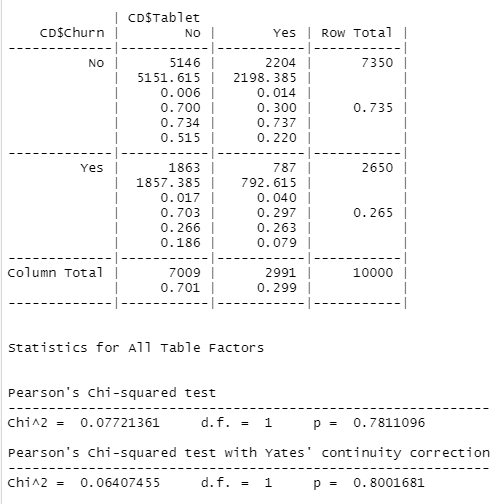 | CD$Tablet
    CD$Churn |        No |       Yes | Row Total |
-------------|-----------|-----------|-----------|
          No |      5146 |      2204 |      7350 |
             |  5151.615 |  2198.385 |           |
             |     0.006 |     0.014 |           |
             |     0.700 |     0.300 |     0.735 |
             |     0.734 |     0.737 |           |
             |     0.515 |     0.220 |           |
-------------|-----------|-----------|-----------|
         Yes |      1863 |       787 |      2650 |
             |  1857.385 |   792.615 |           |
             |     0.017 |     0.040 |           |
             |     0.703 |     0.297 |     0.265 |
             |     0.266 |     0.263 |           |
             |     0.186 |     0.079 |           |
-------------|-----------|-----------|-----------|
Column Total |      7009 |      2991 |     10000 |
             |     0.701 |     0.299 |           |
-------------|-----------|-----------|-----------|
Statistics for All Table Factors
Pearson's Chi-squared test
------------------------------------------------------------
Chi^2 =  0.07721361     d.f. =  1     p =  0.7811096
Pearson's Chi-squared test with Yates' continuity correction
------------------------------------------------------------
Chi^2 =  0.06407455     d.f. =  1     p =  0.8001681